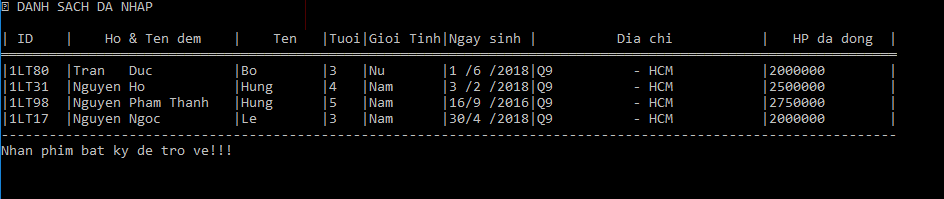 DANH SACH DA NHAP
| ID | Ho & Ten dem | Ten |Tuoi|Gioi Tinh|Ngay sinh | Dia chi | HP da dong |
|1LT80 |Tran Duc |Bo |3 |Nu |1 /6 /2018|Q9 - HCM |2000000 |
|1LT31 |Nguyen Ho |Hung |4 |Nam |3 /2 /2018|Q9 - HCM |2500000 |
|1LT98 |Nguyen Pham Thanh |Hung |5 |Nam |16/9 /2016|Q9 - HCM |2750000 |
|1LT17 |Nguyen Ngoc |Le |3 |Nam |30/4 /2018|Q9 - HCM |2000000 |
Nhan phim bat ky de tro ve!!!